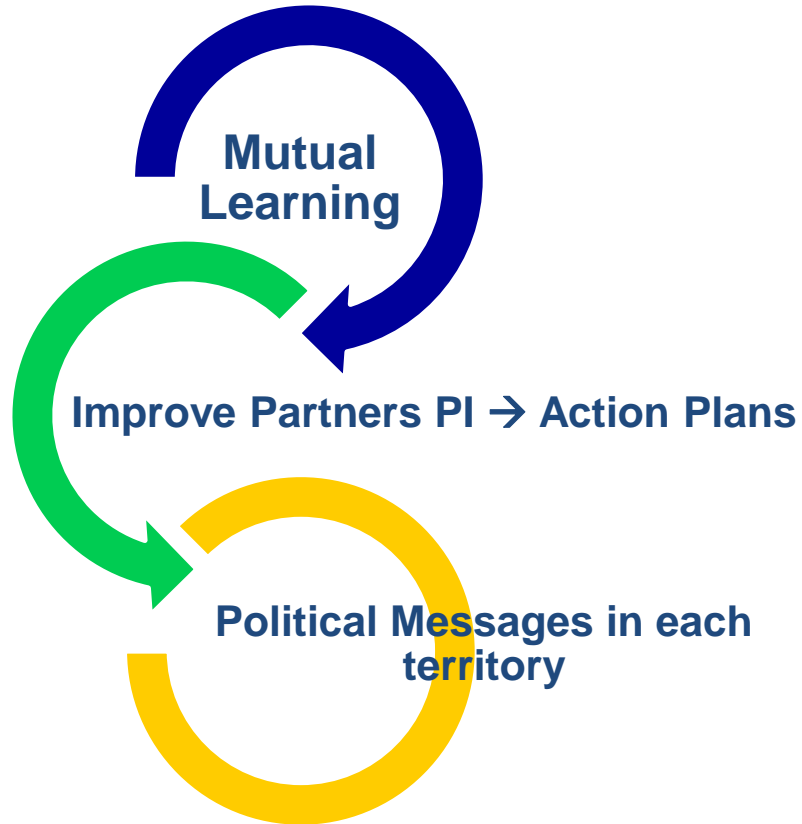 Mutual
Learning
Improve Partners PI → Action Plans
Political Messages in each
territory